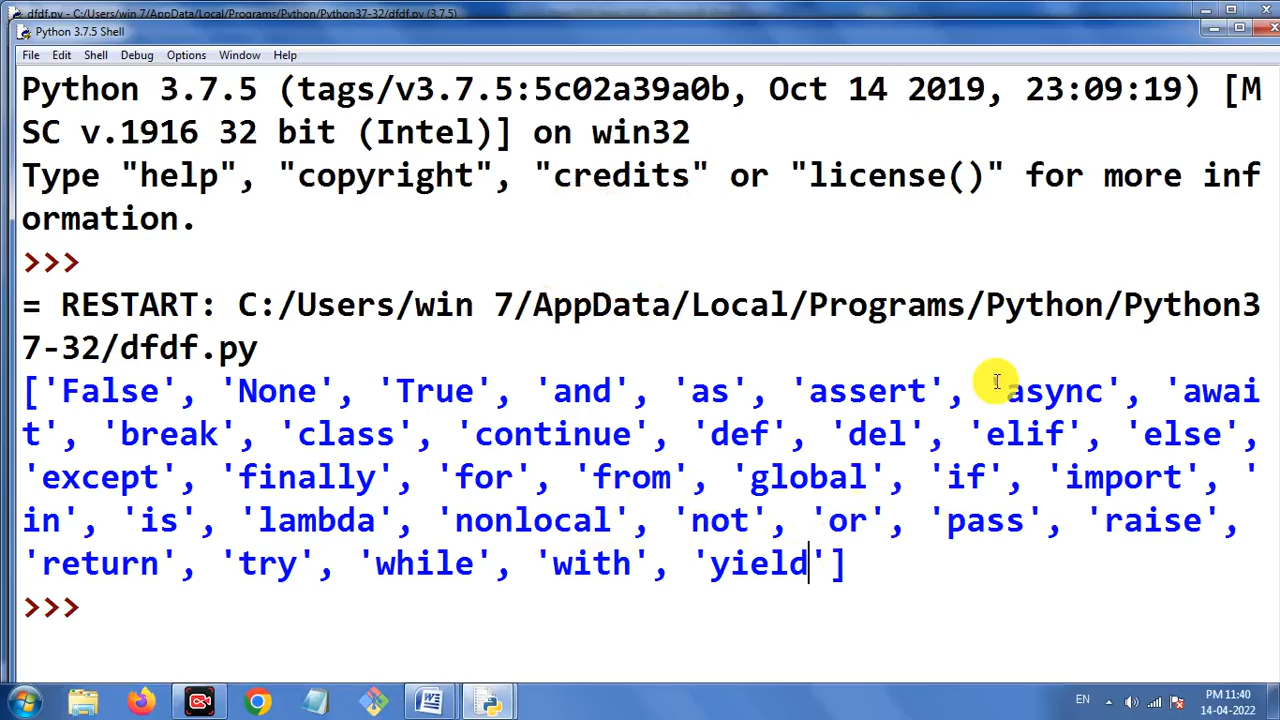 dfdf.py - C:/Users/win 7/AppData/Local/Programs/Python/Python37-32/dfdf.py (3.7.5)
Python 3.7.5 Shell
File Edit Shell Debug Options Window Help
Python 3.7.5 (tags/v3.7.5:5c02a39a0b, Oct 14 2019, 23:09:19) [M
SC v.1916 32 bit (Intel)] on win32
Type "help", "copyright", "credits" or "license()" for more inf
ormation.
>>>
= RESTART: C:/Users/win 7/AppData/Local/Programs/Python/Python3
7-32/dfdf.py
['False', 'None', 'True', 'and', 'as', 'assert', 'async', 'awai
t', 'break', 'class', 'continue', 'def', 'del', 'elif', 'else',
'except', 'finally', 'for', 'from', 'global', 'if', 'import', '
in', 'is', 'lambda', 'nonlocal', 'not', 'or', 'pass', 'raise',
'return', 'try', 'while', 'with', 'yield']
>>>
EN
PM 11:40
14-04-2022